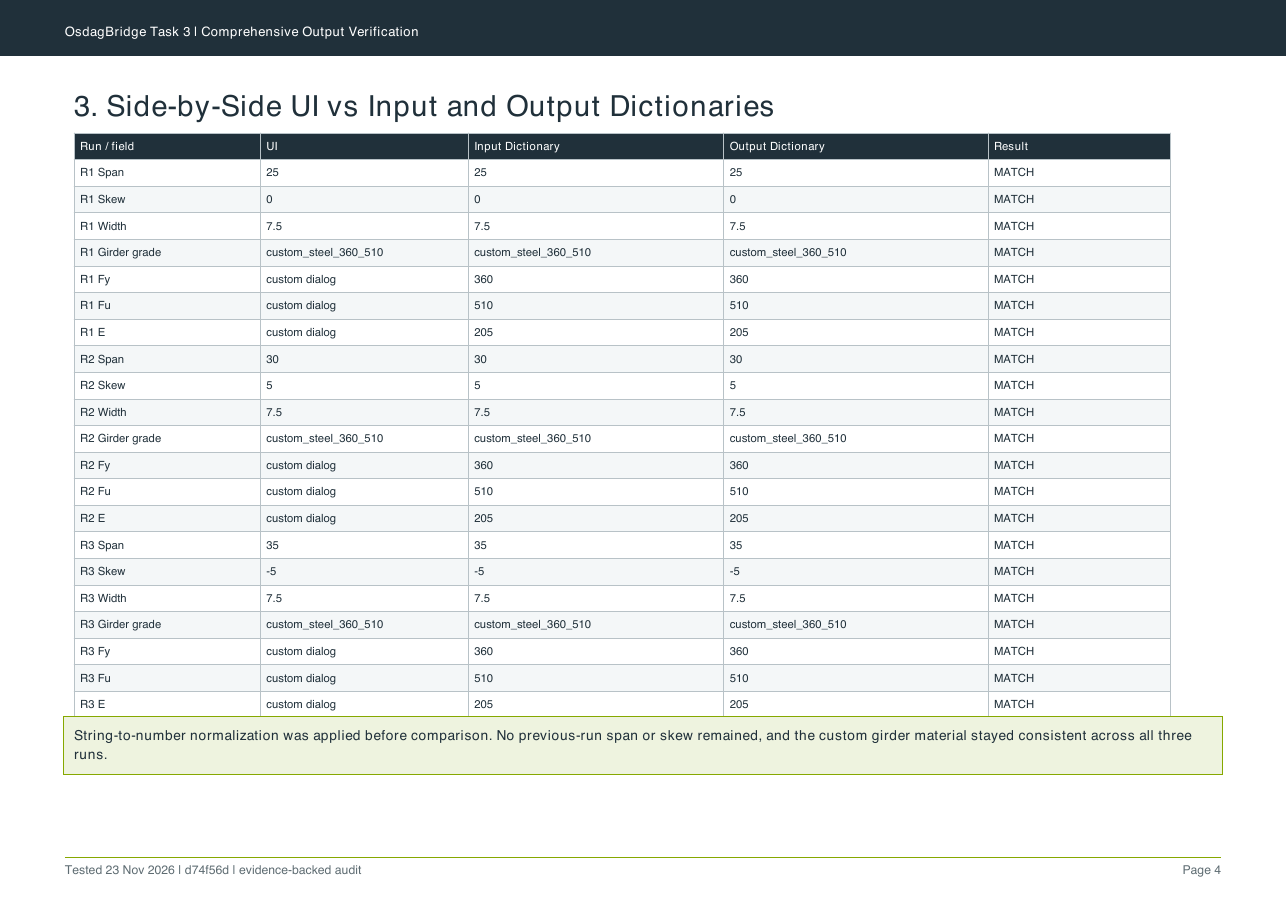 OsdagBridge Task 3 | Comprehensive Output Verification
3. Side-by-Side UI vs Input and Output Dictionaries
Run / field UI Input Dictionary Output Dictionary Result
R1 Span 25 25 25 MATCH
R1 Skew 0 0 0 MATCH
R1 Width 7.5 7.5 7.5 MATCH
R1 Girder grade custom_steel_360_510 custom_steel_360_510 custom_steel_360_510 MATCH
R1 Fy custom dialog 360 360 MATCH
R1 Fu custom dialog 510 510 MATCH
R1 E custom dialog 205 205 MATCH
R2 Span 30 30 30 MATCH
R2 Skew 5 5 5 MATCH
R2 Width 7.5 7.5 7.5 MATCH
R2 Girder grade custom_steel_360_510 custom_steel_360_510 custom_steel_360_510 MATCH
R2 Fy custom dialog 360 360 MATCH
R2 Fu custom dialog 510 510 MATCH
R2 E custom dialog 205 205 MATCH
R3 Span 35 35 35 MATCH
R3 Skew -5 -5 -5 MATCH
R3 Width 7.5 7.5 7.5 MATCH
R3 Girder grade custom_steel_360_510 custom_steel_360_510 custom_steel_360_510 MATCH
R3 Fy custom dialog 360 360 MATCH
R3 Fu custom dialog 510 510 MATCH
R3 E custom dialog 205 205 MATCH
String-to-number normalization was applied before comparison. No previous-run span or skew remained, and the custom girder material stayed consistent across all three
runs.
Tested 23 Nov 2026 | d74f56d | evidence-backed audit Page 4